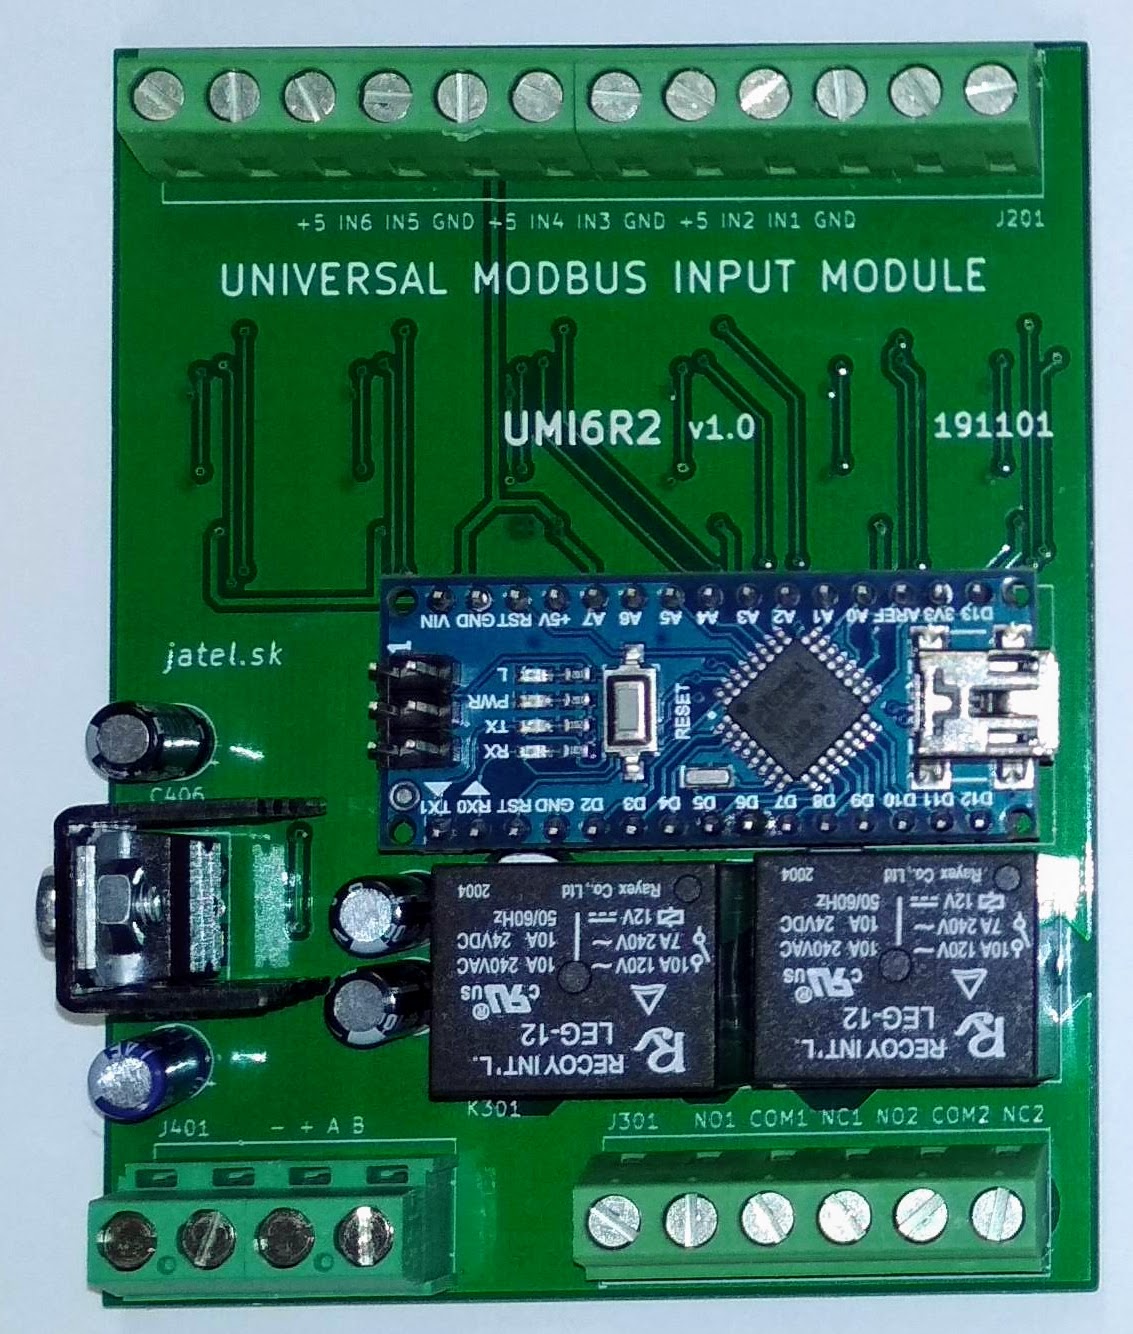 +5 IN6 IN5 GND +5 IN4 IN3 GND +5 IN2 IN1 GND
J201
UNIVERSAL MODBUS INPUT MODULE
UMI6R2 v1.0 191101
jatel.sk
VIN GND RST +5V A7 A6 A5 A4 A3 A2 A1 A0 AREF 3V3 D13
1
L
PWR
TX
RX
RESET
TX1 RX0 RST GND D2 D3 D4 D5 D6 D7 D8 D9 D10 D11 D12
C406
RECOY INT'L.
LEG-12
c UR US
10A 120V~ 10A 240VAC
7A 240V~ 10A 24VDC
12V 50/60Hz
Rayex Co., Ltd 2004
RECOY INT'L.
LEG-12
c UR US
10A 120V~ 10A 240VAC
7A 240V~ 10A 24VDC
12V 50/60Hz
Rayex Co., Ltd 2004
K301
J401 - + A B
J301 NO1 COM1 NC1 NO2 COM2 NC2